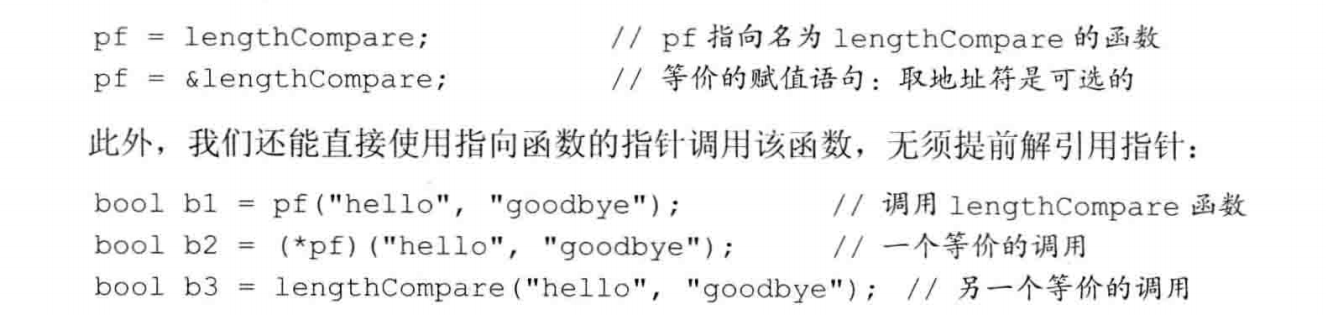 pf = lengthCompare; // pf 指向名为 lengthCompare 的函数
pf = &lengthCompare; // 等价的赋值语句：取地址符是可选的
此外，我们还能直接使用指向函数的指针调用该函数，无须提前解引用指针：
bool b1 = pf("hello", "goodbye"); // 调用 lengthCompare 函数
bool b2 = (*pf)("hello", "goodbye"); // 一个等价的调用
bool b3 = lengthCompare("hello", "goodbye"); // 另一个等价的调用